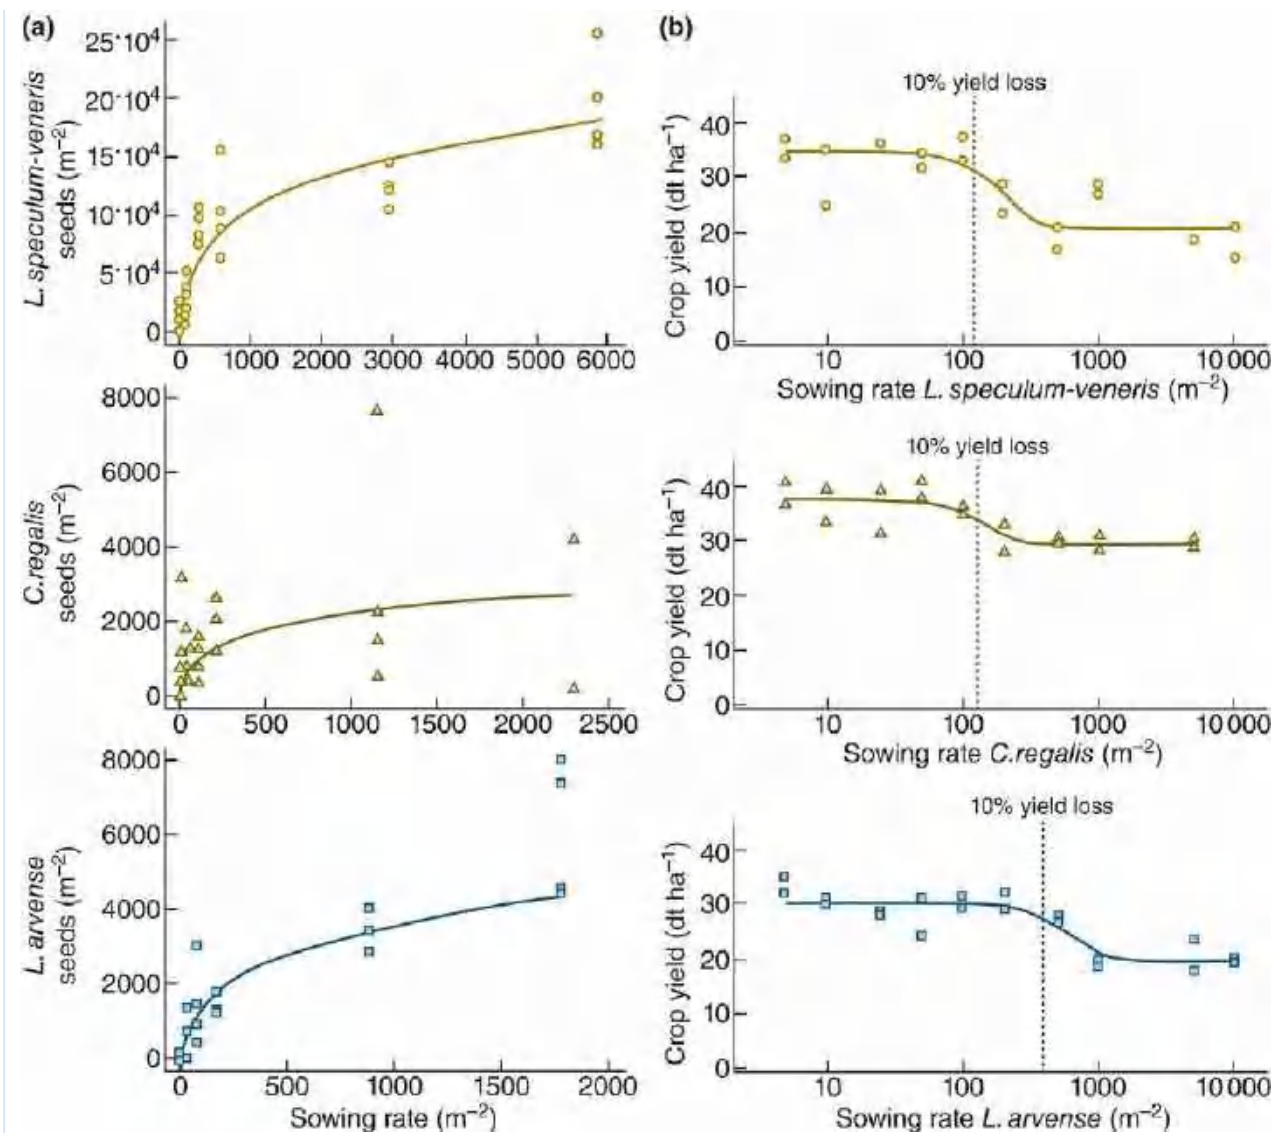 (a)
25·10⁴
20·10⁴
15·10⁴
10·10⁴
5·10⁴
0
L. speculum-veneris
seeds (m⁻²)
0 1000 2000 3000 4000 5000 6000
(b)
10% yield loss
40
30
20
10
0
Crop yield (dt ha⁻¹)
10 100 1000 10 000
Sowing rate L. speculum-veneris (m⁻²)
8000
6000
4000
2000
0
C.regalis
seeds (m⁻²)
0 500 1000 1500 2000 2500
10% yield loss
40
30
20
10
0
Crop yield (dt ha⁻¹)
10 100 1000 10 000
Sowing rate C.regalis (m⁻²)
8000
6000
4000
2000
0
L. arvense
seeds (m⁻²)
0 500 1000 1500 2000
Sowing rate (m⁻²)
10% yield loss
40
30
20
10
0
Crop yield (dt ha⁻¹)
10 100 1000 10 000
Sowing rate L. arvense (m⁻²)